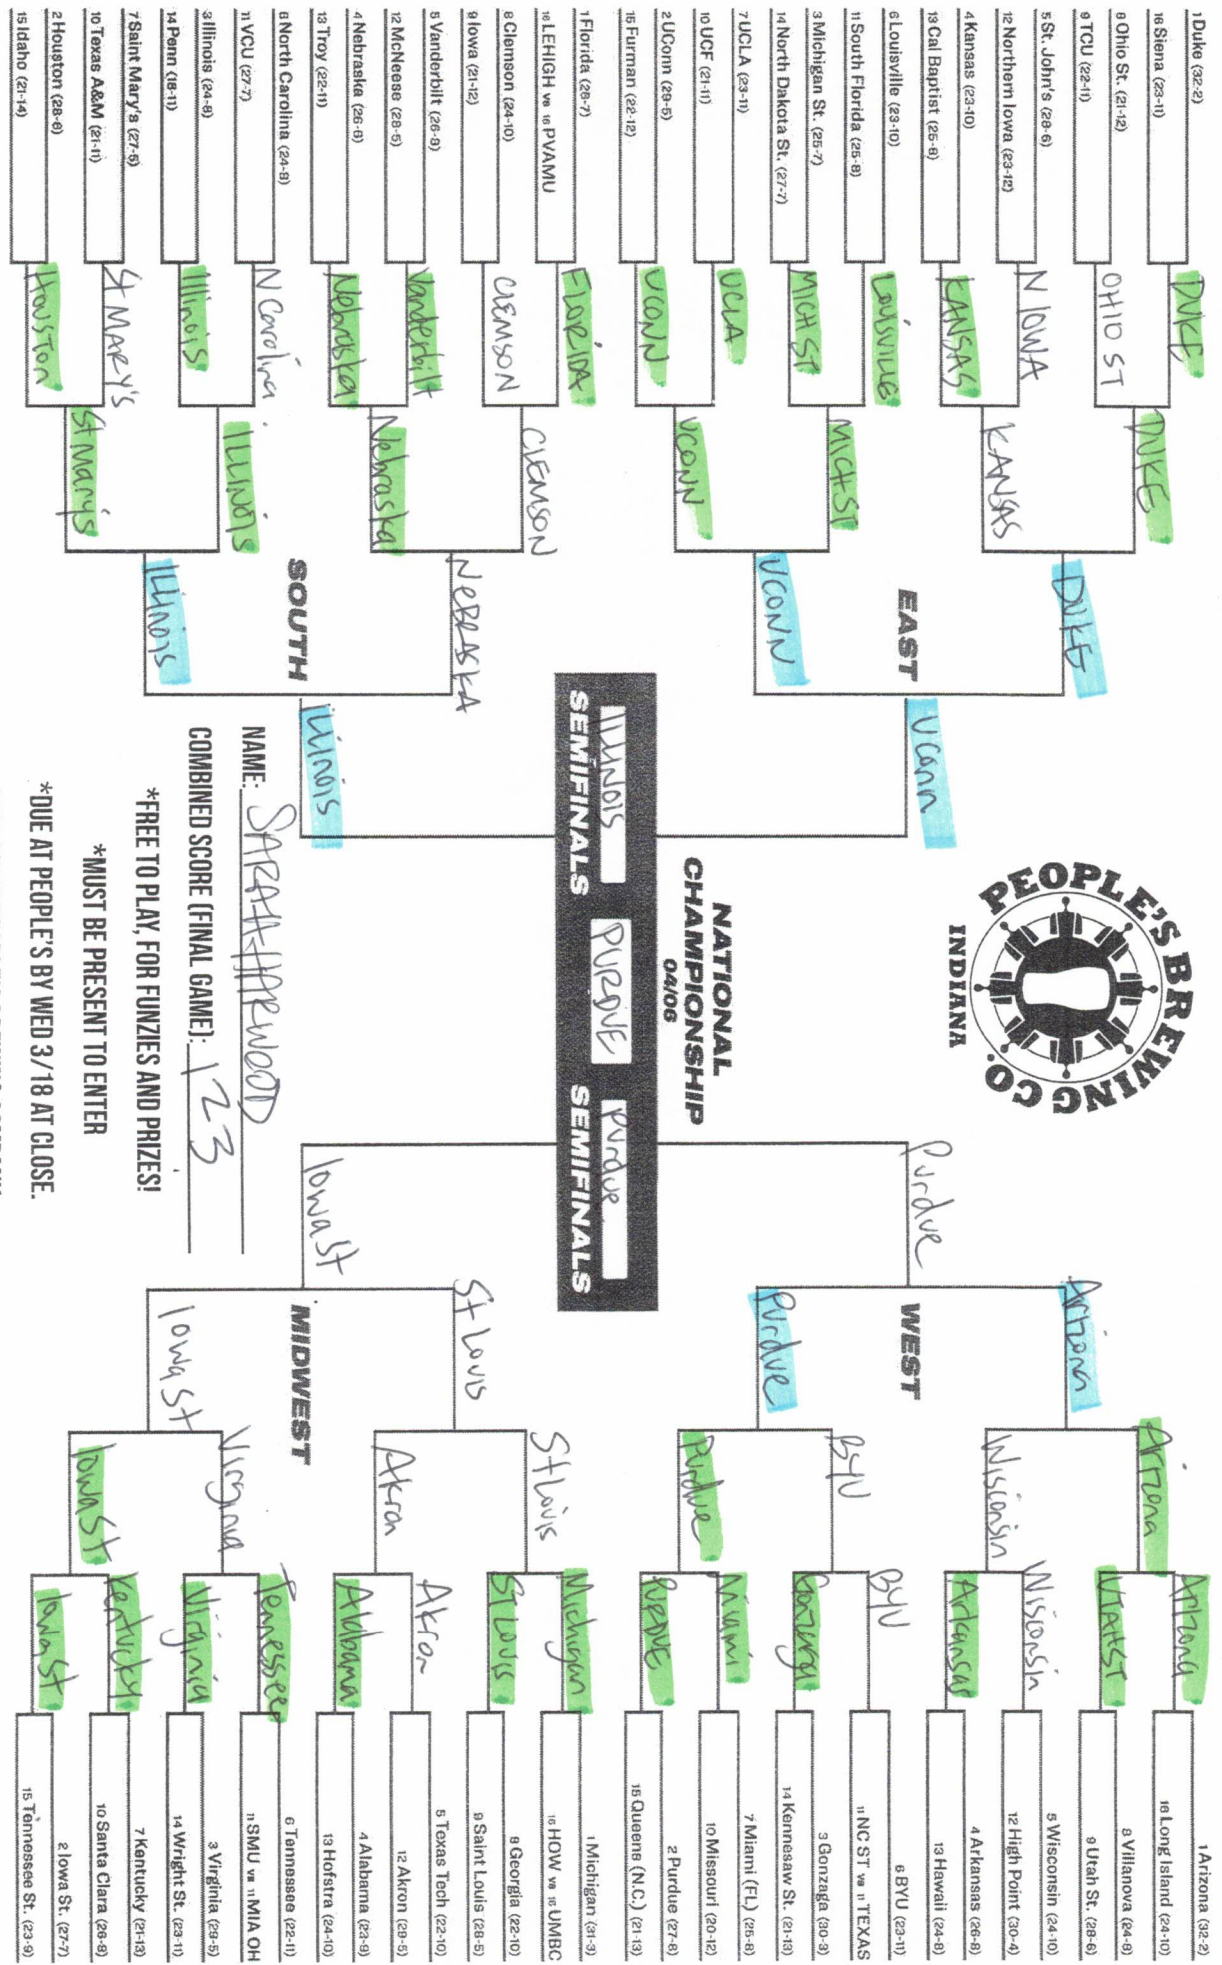 1 Duke (32-2)
16 Siena (23-11)
8 Ohio St. (21-12)
9 TCU (22-11)
5 St. John's (28-6)
12 Northern Iowa (23-12)
4 Kansas (23-10)
13 Cal Baptist (25-8)
6 Louisville (23-10)
11 South Florida (25-8)
3 Michigan St. (25-7)
14 North Dakota St. (27-7)
7 UCLA (23-11)
10 UCF (21-11)
2 UConn (29-5)
15 Furman (22-12)
1 Florida (26-7)
16 LEHIGH vs 16 PVAMU
8 Clemson (24-10)
9 Iowa (21-12)
5 Vanderbilt (26-8)
12 McNeese (28-5)
4 Nebraska (26-6)
13 Troy (22-11)
6 North Carolina (24-8)
11 VCU (27-7)
3 Illinois (24-8)
14 Penn (18-11)
7 Saint Mary's (27-5)
10 Texas A&M (21-11)
2 Houston (28-6)
15 Idaho (21-14)
DUKE
OHIO ST
N IOWA
KANSAS
LOUISVILLE
MICH ST
UCLA
UCONN
FLORIDA
CLEMSON
Vanderbilt
Nebraska
N Carolina
Illinois
St MARY'S
HOUSTON
DUKE
KANSAS
MICH ST
UCONN
CLEMSON
Nebraska
ILLINOIS
St Mary's
DUKE
UCONN
NEBRASKA
ILLINOIS
EAST
SOUTH
UConn
Illinois
PEOPLE'S BREWING CO.
INDIANA
NATIONAL
CHAMPIONSHIP
04/06
ILLINOIS
SEMIFINALS
PURDUE
Purdue
SEMIFINALS
NAME: SARAH HARWOOD
COMBINED SCORE (FINAL GAME): 123
*FREE TO PLAY, FOR FUNZIES AND PRIZES!
*MUST BE PRESENT TO ENTER
*DUE AT PEOPLE'S BY WED 3/18 AT CLOSE.
Purdue
Iowa St
WEST
MIDWEST
Arizona
Purdue
St Louis
Iowa St
Arizona
Wisconsin
BYU
Purdue
St Louis
Akron
Virginia
Iowa St
Arizona
UTAH ST
Wisconsin
Arkansas
BYU
Gonzaga
Miami
PURDUE
Michigan
St Louis
Akron
Alabama
Tennessee
Virginia
Kentucky
Iowa St
1 Arizona (32-2)
16 Long Island (24-10)
8 Villanova (24-8)
9 Utah St. (28-6)
5 Wisconsin (24-10)
12 High Point (30-4)
4 Arkansas (26-8)
13 Hawaii (24-8)
6 BYU (23-11)
11 NC ST vs 11 TEXAS
3 Gonzaga (30-3)
14 Kennesaw St. (21-13)
7 Miami (FL) (25-8)
10 Missouri (20-12)
2 Purdue (27-8)
15 Queens (N.C.) (21-13)
1 Michigan (31-3)
16 HOW vs 16 UMBC
8 Georgia (22-10)
9 Saint Louis (28-5)
5 Texas Tech (22-10)
12 Akron (29-5)
4 Alabama (23-9)
13 Hofstra (24-10)
6 Tennessee (22-11)
11 SMU vs 11 MIA OH
3 Virginia (29-5)
14 Wright St. (23-11)
7 Kentucky (21-13)
10 Santa Clara (26-8)
2 Iowa St. (27-7)
15 Tennessee St. (23-9)